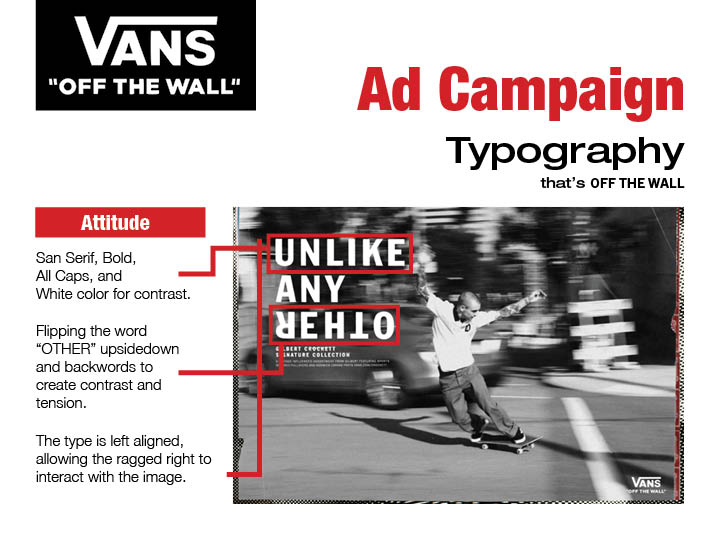 VANS
"OFF THE WALL"
Ad Campaign
Typography
that's OFF THE WALL
Attitude
San Serif, Bold,
All Caps, and
White color for contrast.
Flipping the word
“OTHER” upsidedown
and backwords to
create contrast and
tension.
The type is left aligned,
allowing the ragged right to
interact with the image.
UNLIKE
ANY
OTHER
GILBERT CROCKETT
SIGNATURE COLLECTION
VANS
"OFF THE WALL"